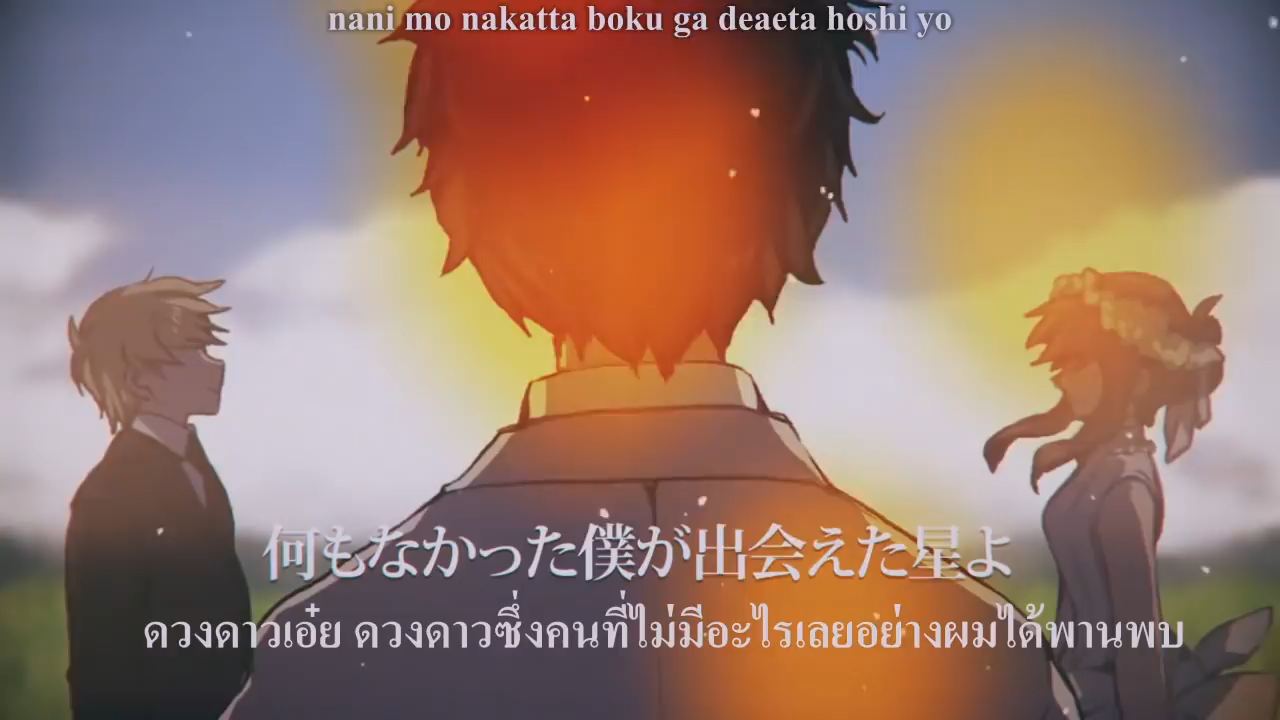 nani mo nakatta boku ga deaeta hoshi yo
何もなかった僕が出会えた星よ
ดวงดาวเอ๋ย ดวงดาวซึ่งคนที่ไม่มีอะไรเลยอย่างผมได้พานพบ